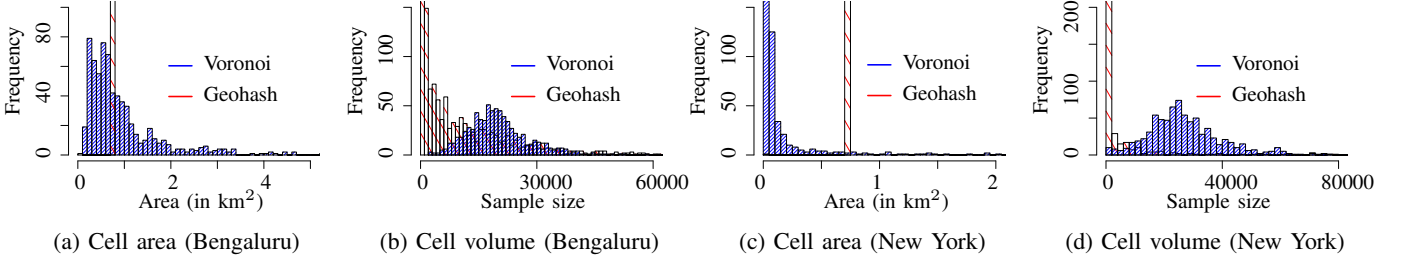 Frequency
0
40
80
0
2
4
Area (in km²)
Voronoi
Geohash
(a) Cell area (Bengaluru)
Frequency
0
50
150
0
30000
60000
Sample size
Voronoi
Geohash
(b) Cell volume (Bengaluru)
Frequency
0
50
150
0
1
2
Area (in km²)
Voronoi
Geohash
(c) Cell area (New York)
Frequency
0
100
200
0
40000
80000
Sample size
Voronoi
Geohash
(d) Cell volume (New York)